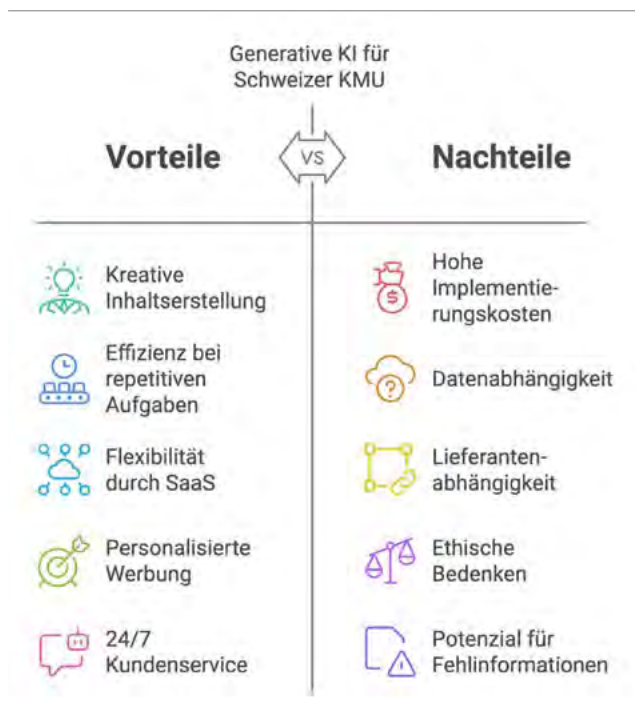 Generative KI für
Schweizer KMU
Vorteile
VS
Nachteile
Kreative
Inhaltserstellung
Effizienz bei
repetitiven
Aufgaben
Flexibilität
durch SaaS
Personalisierte
Werbung
24/7
Kundenservice
Hohe
Implementie-
rungskosten
Datenabhängigkeit
Lieferanten-
abhängigkeit
Ethische
Bedenken
Potenzial für
Fehlinformationen